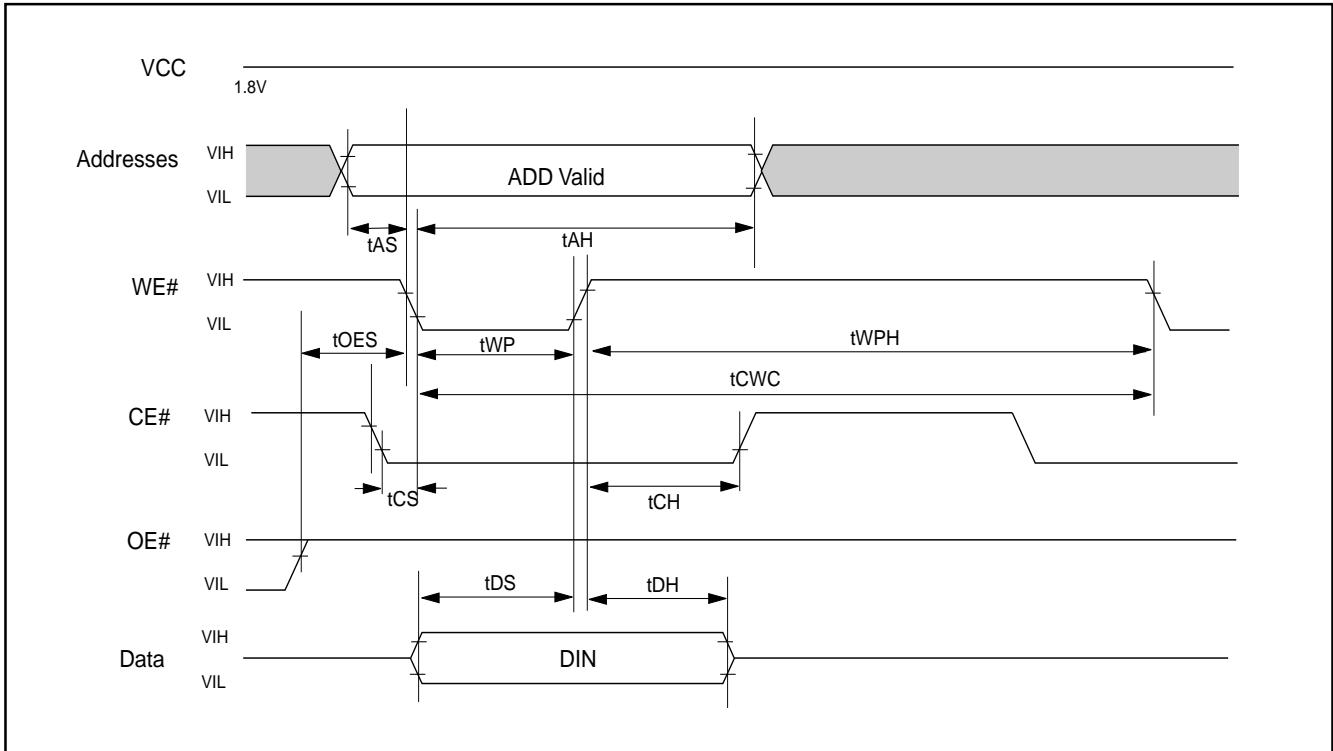 VCC
1.8V
Addresses
VIH
ADD Valid
VIL
tAS
tAH
WE#
VIH
VIL
tOES
tWP
tWPH
tCWC
CE#
VIH
VIL
tCS
tCH
OE#
VIH
VIL
tDS
tDH
Data
VIH
DIN
VIL